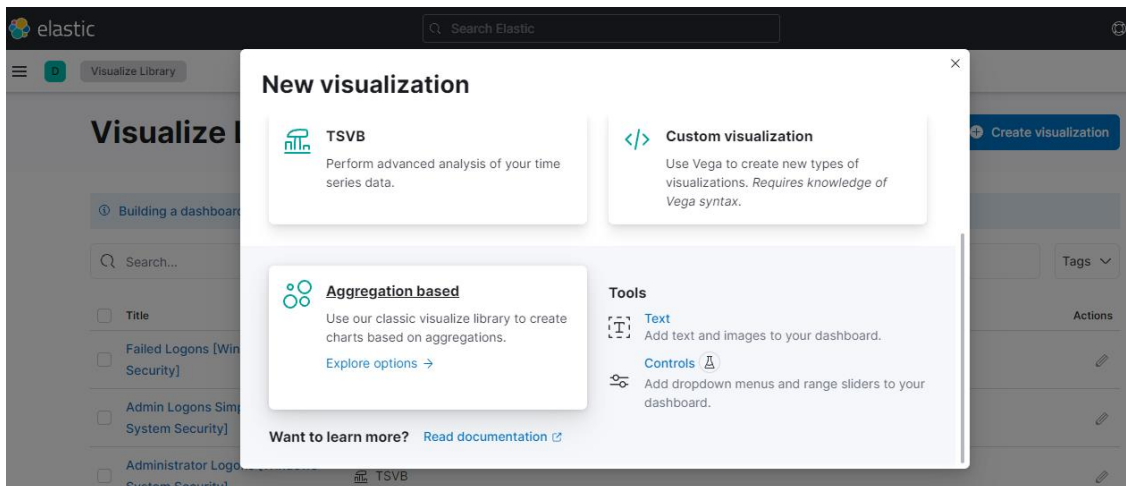 elastic
Search Elastic
D
Visualize Library
New visualization
Visualize L
Create visualization
TSVB
Perform advanced analysis of your time
series data.
Custom visualization
Use Vega to create new types of
visualizations. Requires knowledge of
Vega syntax.
Building a dashboard
Search...
Tags
Aggregation based
Use our classic visualize library to create
charts based on aggregations.
Explore options →
Tools
Text
Add text and images to your dashboard.
Controls
Add dropdown menus and range sliders to your
dashboard.
Want to learn more? Read documentation
Title
Actions
Failed Logons [Win
Security]
Admin Logons Simp
System Security]
Administrator Logo
TSVB
System Security]